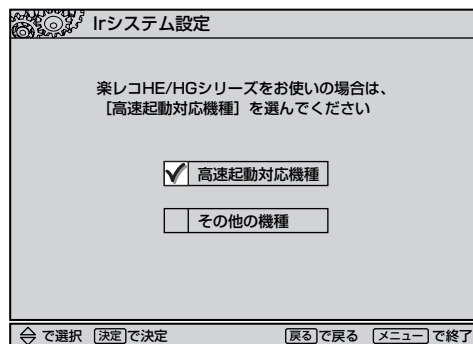 Irシステム設定
楽レコHE/HGシリーズをお使いの場合は、
［高速起動対応機種］を選んでください
高速起動対応機種
その他の機種
で選択 決定で決定 戻るで戻る メニューで終了